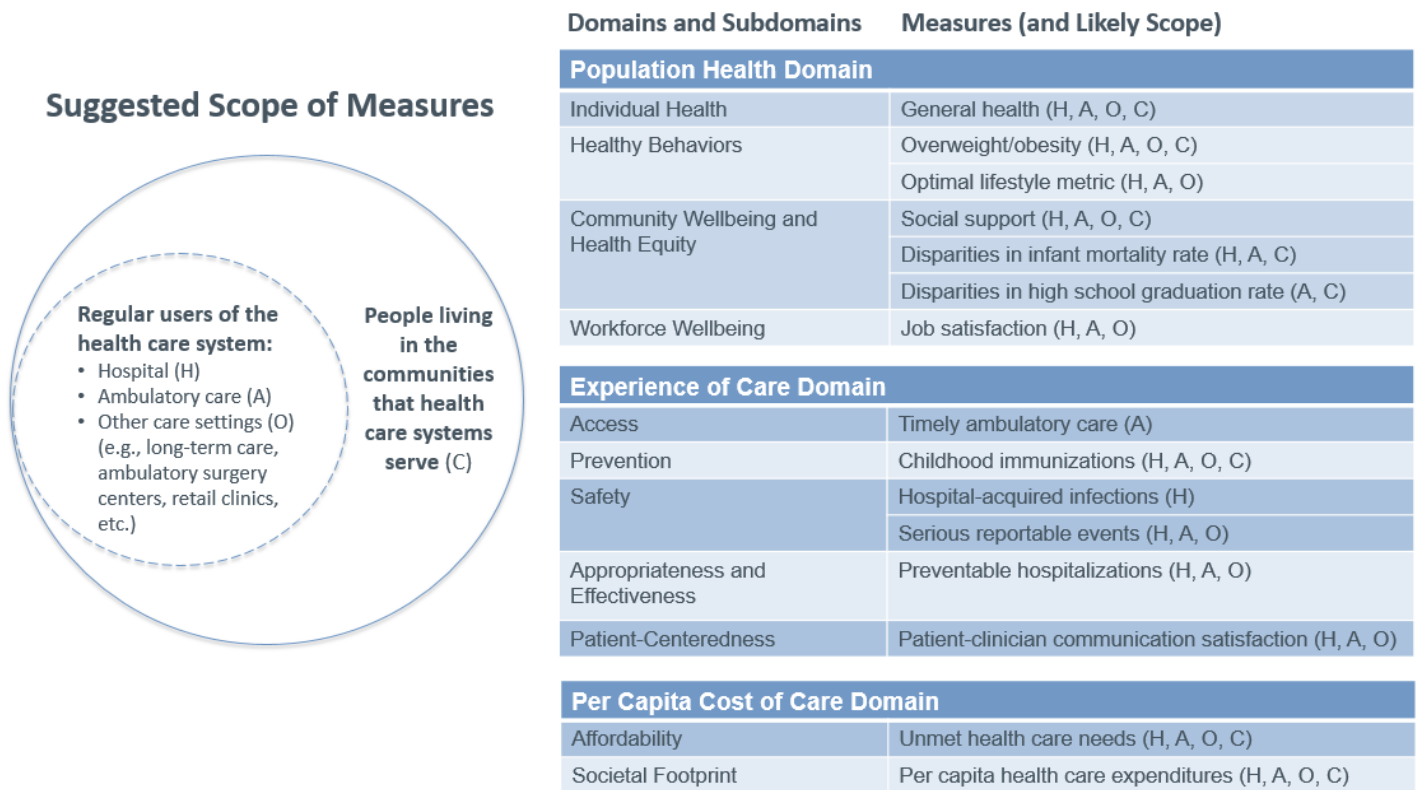 Suggested Scope of Measures
Regular users of the
health care system:
• Hospital (H)
• Ambulatory care (A)
• Other care settings (O)
(e.g., long-term care,
ambulatory surgery
centers, retail clinics,
etc.)
People living
in the
communities
that health
care systems
serve (C)
Domains and Subdomains Measures (and Likely Scope)
Population Health Domain
Individual Health General health (H, A, O, C)
Healthy Behaviors Overweight/obesity (H, A, O, C)
Optimal lifestyle metric (H, A, O)
Community Wellbeing and
Health Equity
Social support (H, A, O, C)
Disparities in infant mortality rate (H, A, C)
Disparities in high school graduation rate (A, C)
Workforce Wellbeing Job satisfaction (H, A, O)
Experience of Care Domain
Access Timely ambulatory care (A)
Prevention Childhood immunizations (H, A, O, C)
Safety Hospital-acquired infections (H)
Serious reportable events (H, A, O)
Appropriateness and
Effectiveness
Preventable hospitalizations (H, A, O)
Patient-Centeredness Patient-clinician communication satisfaction (H, A, O)
Per Capita Cost of Care Domain
Affordability Unmet health care needs (H, A, O, C)
Societal Footprint Per capita health care expenditures (H, A, O, C)